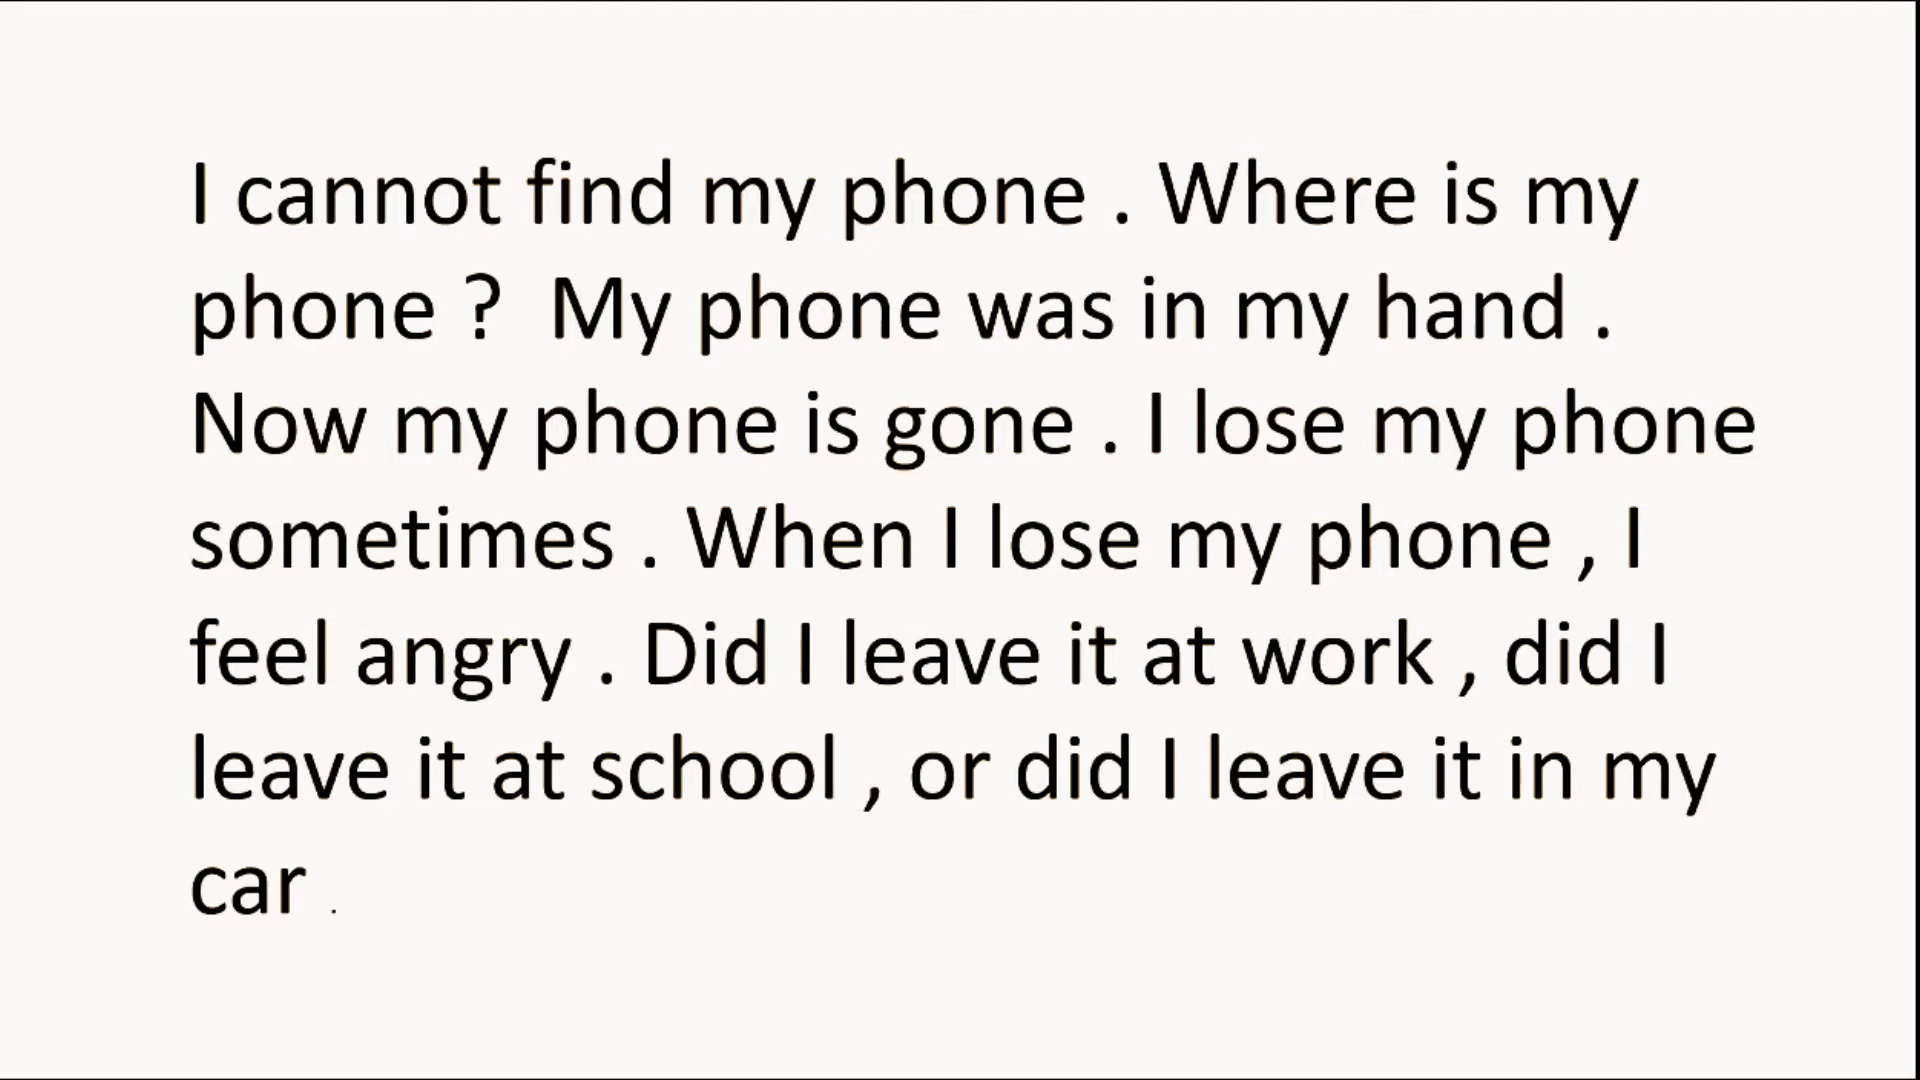 I cannot find my phone . Where is my
phone ?  My phone was in my hand .
Now my phone is gone . I lose my phone
sometimes . When I lose my phone , I
feel angry . Did I leave it at work , did I
leave it at school , or did I leave it in my
car .